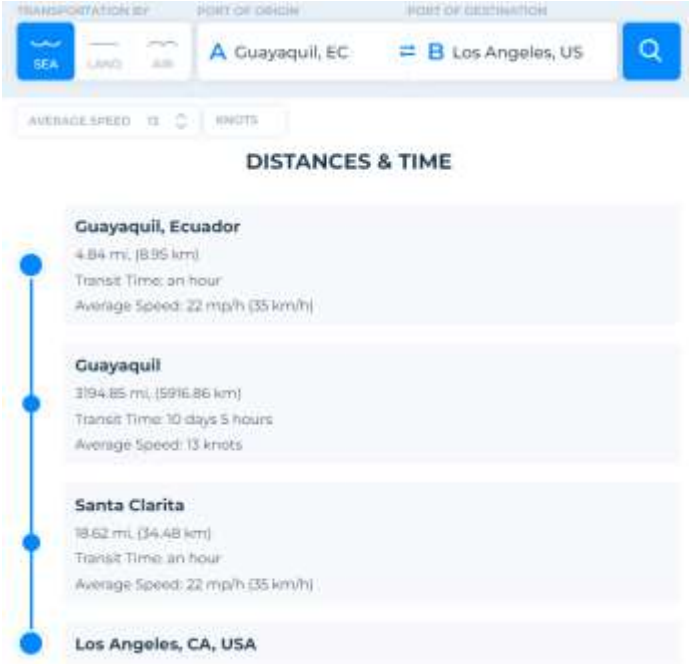 TRANSPORTATION BY PORT OF ORIGIN PORT OF DESTINATION
SEA LAND AIR A Guayaquil, EC B Los Angeles, US
AVERAGE SPEED 13 KNOTS
DISTANCES & TIME
Guayaquil, Ecuador
4.84 mi, (8.95 km)
Transit Time: an hour
Average Speed: 22 mp/h (35 km/h)
Guayaquil
3194.85 mi, (5916.86 km)
Transit Time: 10 days 5 hours
Average Speed: 13 knots
Santa Clarita
18.62 mi, (34.48 km)
Transit Time: an hour
Average Speed: 22 mp/h (35 km/h)
Los Angeles, CA, USA